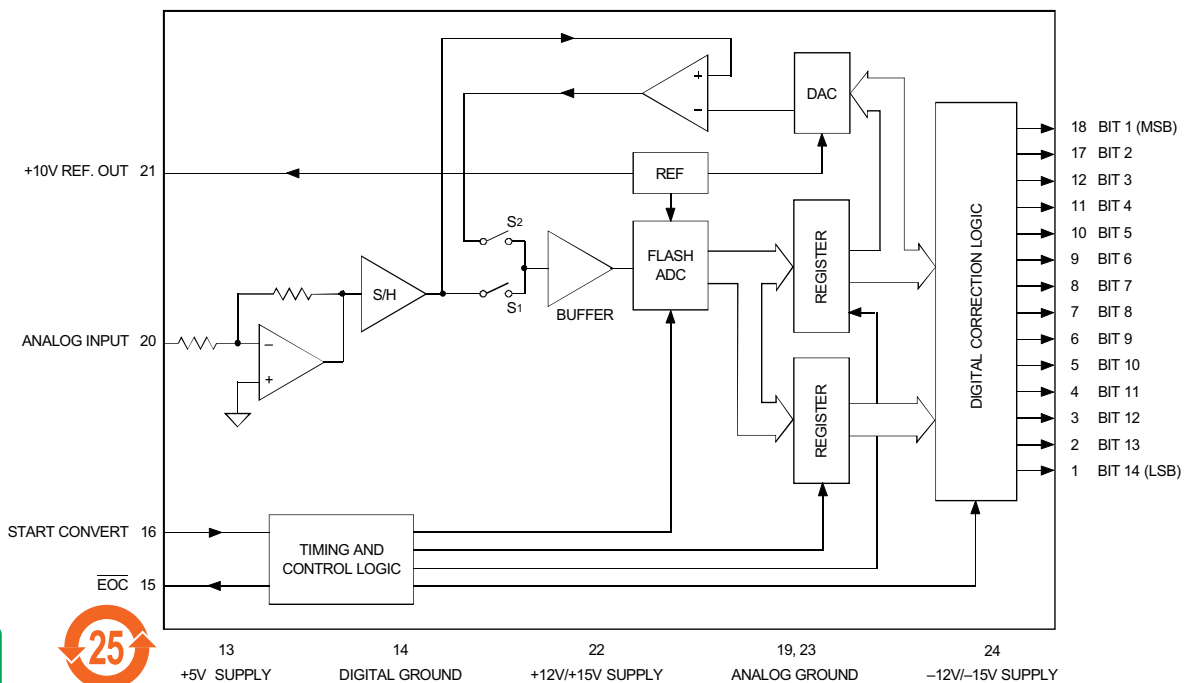 +
–
DAC
18 BIT 1 (MSB)
17 BIT 2
+10V REF. OUT 21
REF
12 BIT 3
11 BIT 4
S2
10 BIT 5
FLASH
ADC
REGISTER
DIGITAL CORRECTION LOGIC
9 BIT 6
8 BIT 7
S/H
S1
BUFFER
7 BIT 8
ANALOG INPUT 20
–
+
6 BIT 9
5 BIT 10
4 BIT 11
REGISTER
3 BIT 12
2 BIT 13
1 BIT 14 (LSB)
START CONVERT 16
TIMING AND
CONTROL LOGIC
EOC 15
25
13
+5V SUPPLY
14
DIGITAL GROUND
22
+12V/+15V SUPPLY
19, 23
ANALOG GROUND
24
–12V/–15V SUPPLY